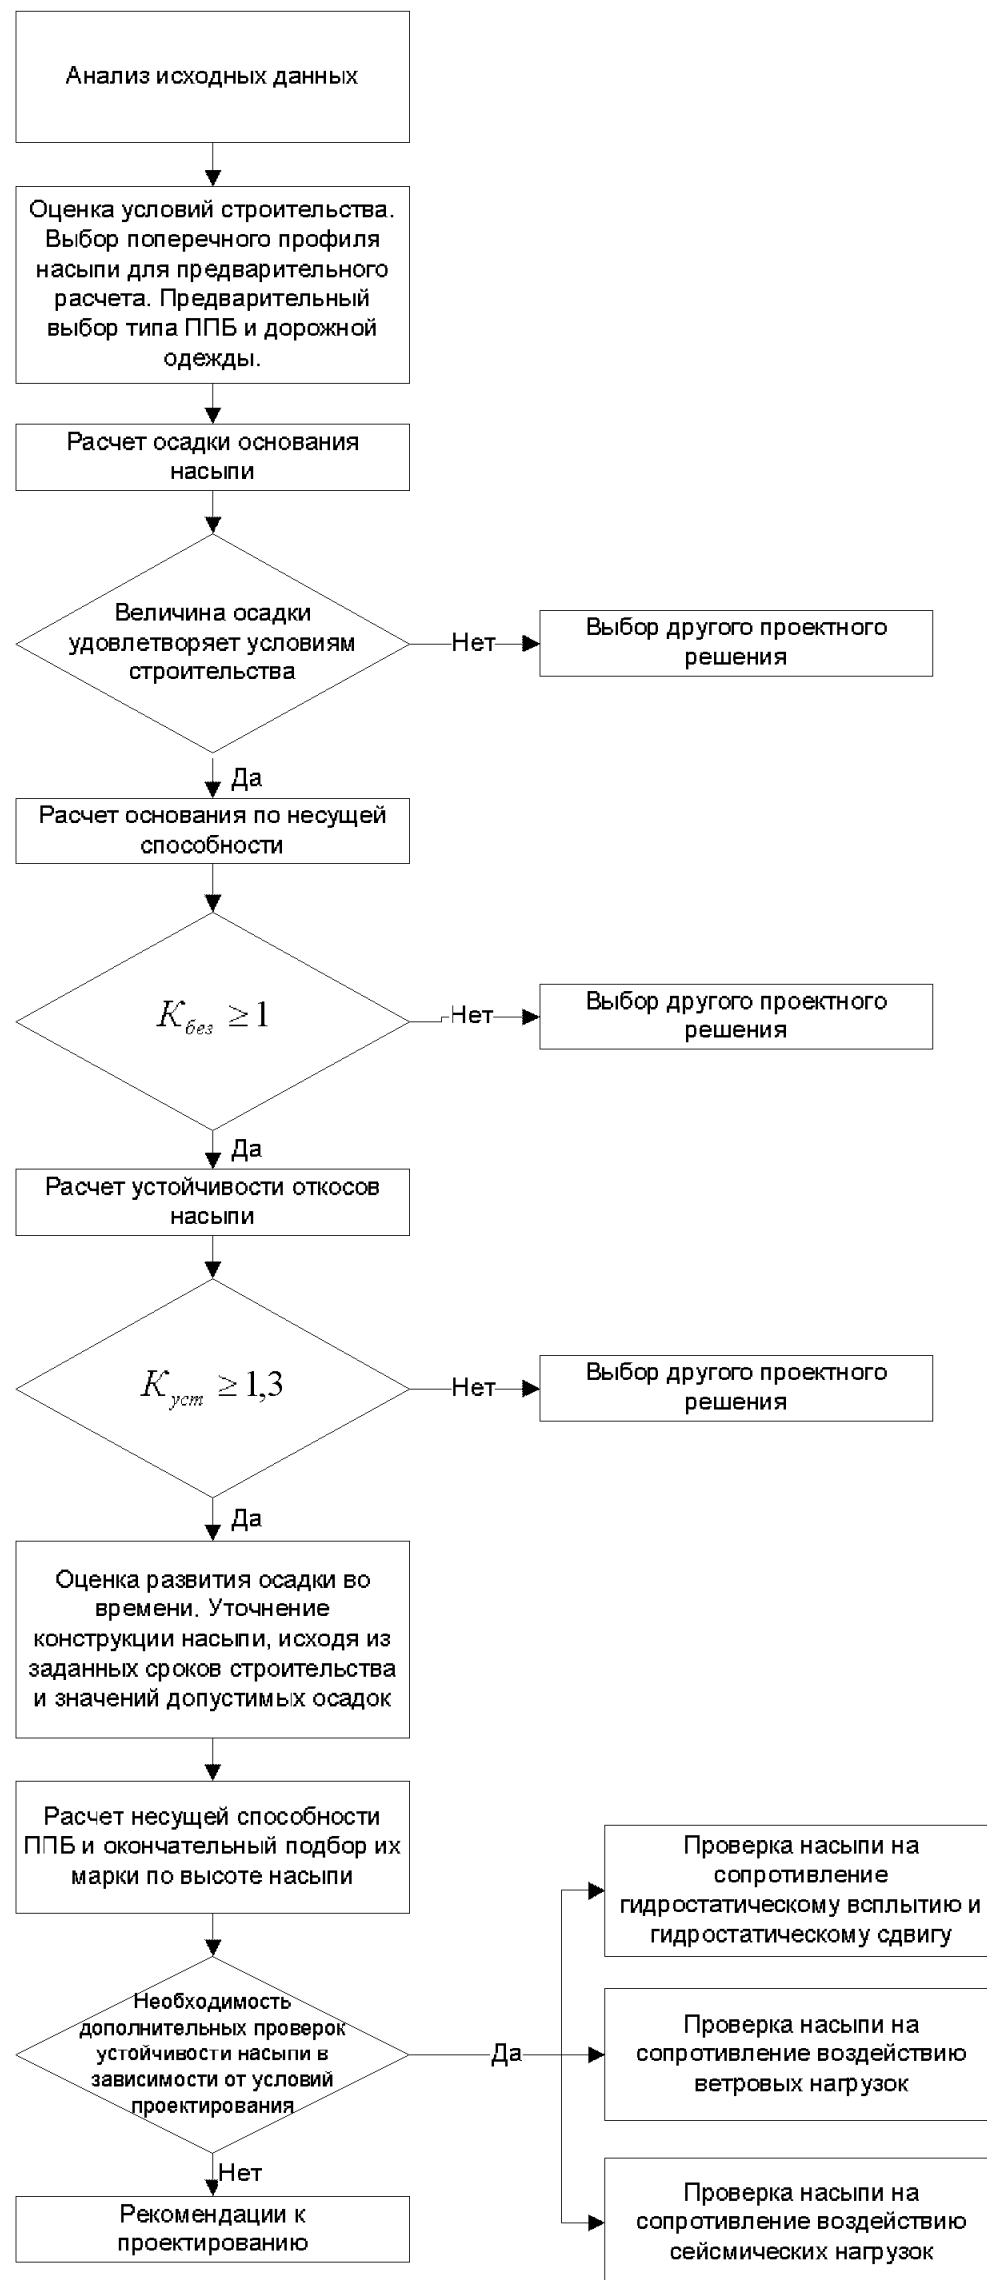 Анализ исходных данных
Оценка условий строительства.
Выбор поперечного профиля
насыпи для предварительного
расчета. Предварительный
выбор типа ППБ и дорожной
одежды.
Расчет осадки основания
насыпи
Величина осадки
удовлетворяет условиям
строительства
Нет
Выбор другого проектного
решения
Да
Расчет основания по несущей
способности
K без ≥ 1
Нет
Выбор другого проектного
решения
Да
Расчет устойчивости откосов
насыпи
K уст ≥ 1,3
Нет
Выбор другого проектного
решения
Да
Оценка развития осадки во
времени. Уточнение
конструкции насыпи, исходя из
заданных сроков строительства
и значений допустимых осадок
Расчет несущей способности
ППБ и окончательный подбор их
марки по высоте насыпи
Необходимость
дополнительных проверок
устойчивости насыпи в
зависимости от условий
проектирования
Да
Проверка насыпи на
сопротивление
гидростатическому всплытию и
гидростатическому сдвигу
Проверка насыпи на
сопротивление воздействию
ветровых нагрузок
Проверка насыпи на
сопротивление воздействию
сейсмических нагрузок
Нет
Рекомендации к
проектированию